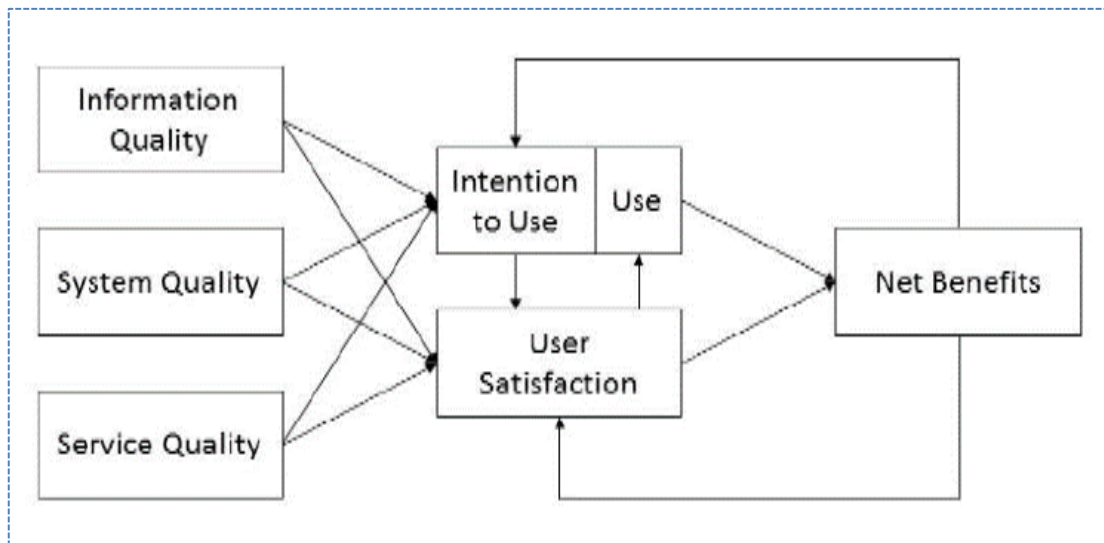 Information
Quality
System Quality
Service Quality
Intention
to Use
Use
User
Satisfaction
Net Benefits